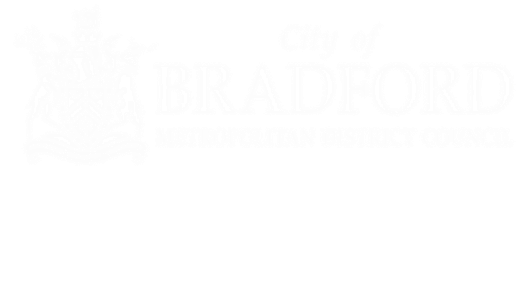 City of
BRADFORD
METROPOLITAN DISTRICT COUNCIL